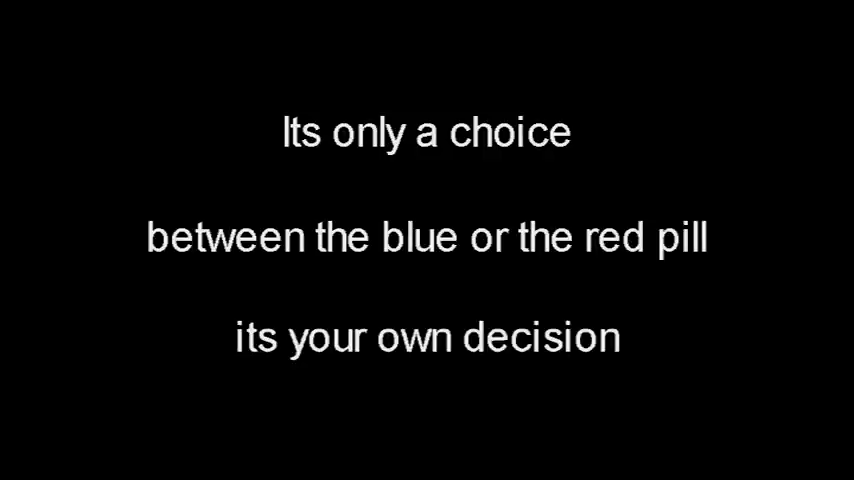 Its only a choice
between the blue or the red pill
its your own decision